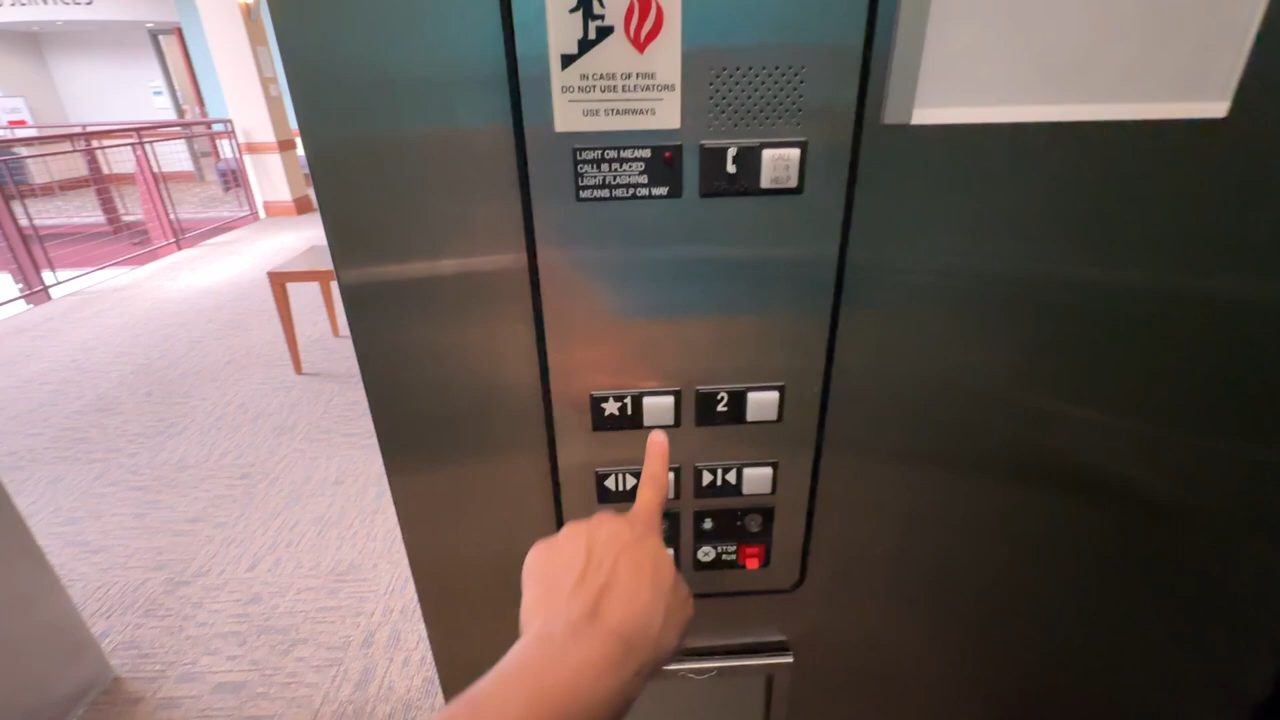 SERVICES
IN CASE OF FIRE
DO NOT USE ELEVATORS
USE STAIRWAYS
LIGHT ON MEANS
CALL IS PLACED
LIGHT FLASHING
MEANS HELP ON WAY
CALL
HELP
★1
2
STOP
RUN